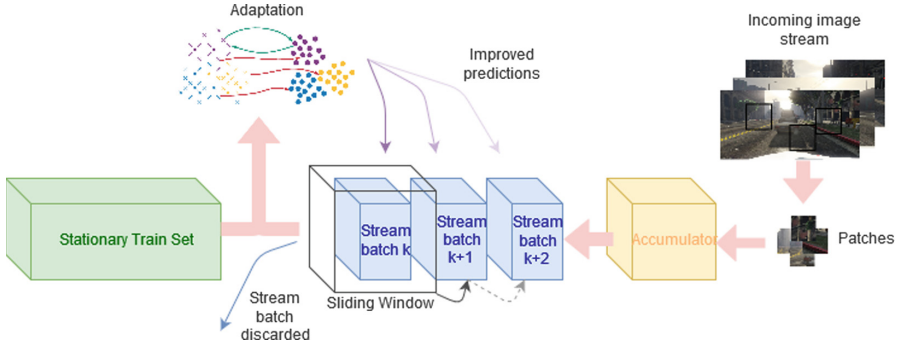 Adaptation
Improved
predictions
Incoming image
stream
Stationary Train Set
Stream
batch k
Stream
batch
k+1
Stream
batch
k+2
Accumulator
Patches
Sliding Window
Stream
batch
discarded